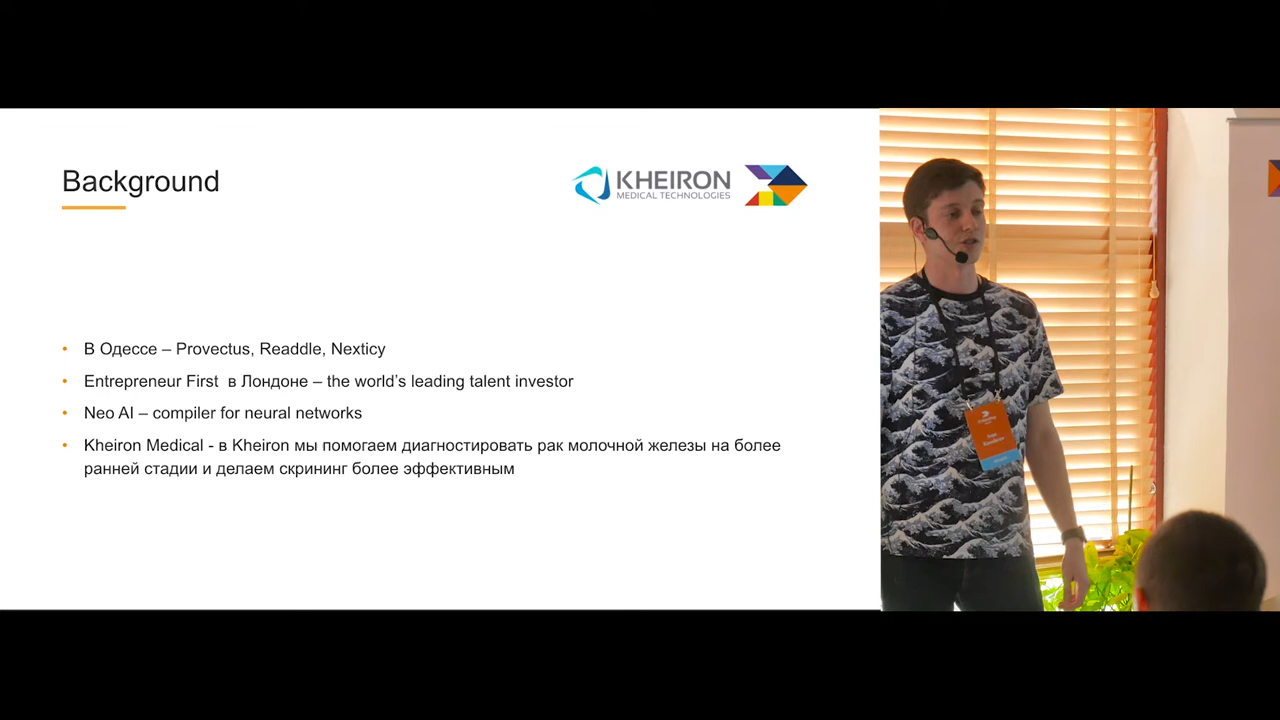 Background
KHEIRON
MEDICAL TECHNOLOGIES
• В Одессе – Provectus, Readdle, Nexticy
• Entrepreneur First в Лондоне – the world's leading talent investor
• Neo AI – compiler for neural networks
• Kheiron Medical - в Kheiron мы помогаем диагностировать рак молочной железы на более
ранней стадии и делаем скрининг более эффективным